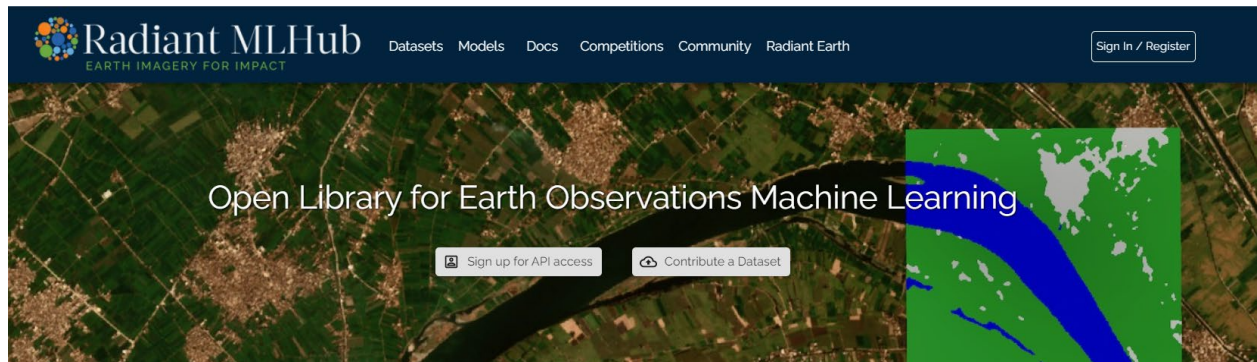 Radiant MLHub
EARTH IMAGERY FOR IMPACT
Datasets Models Docs Competitions Community Radiant Earth
Sign In / Register
Open Library for Earth Observations Machine Learning
Sign up for API access
Contribute a Dataset